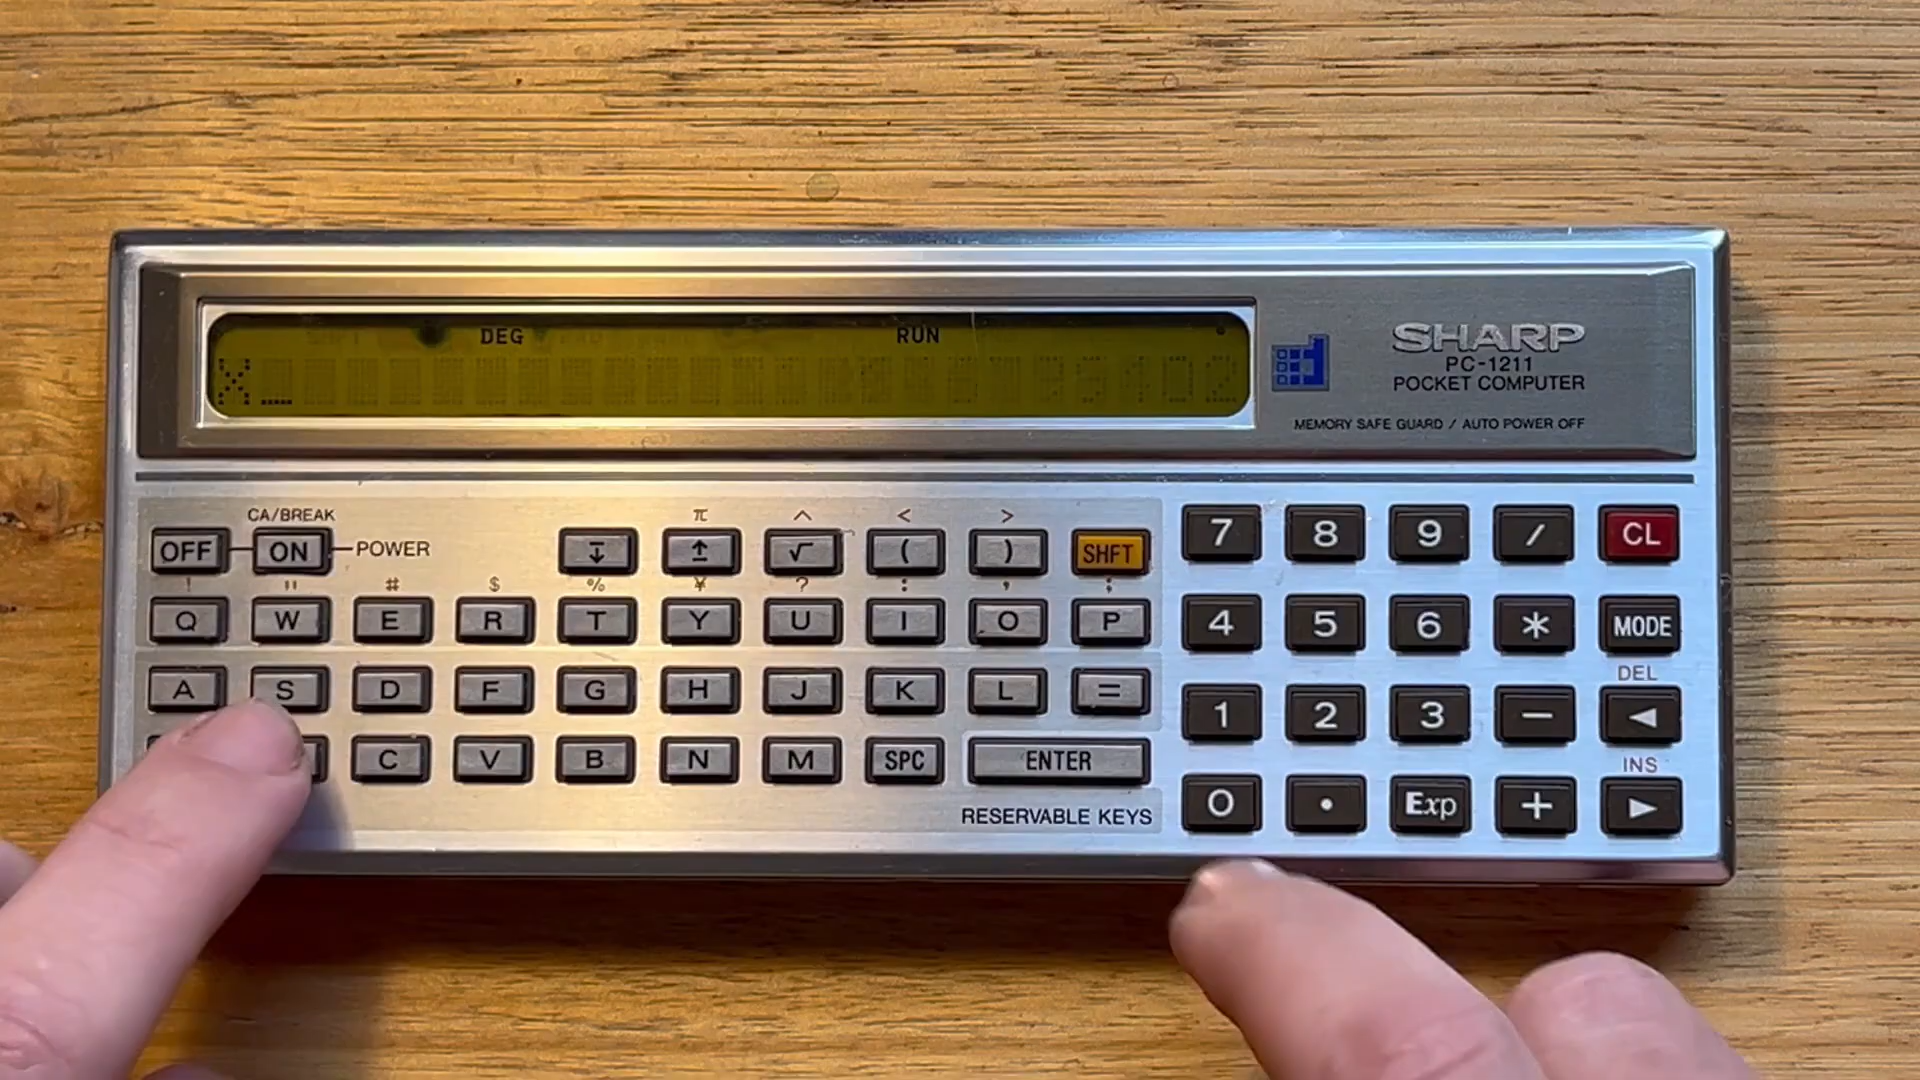 DEG RUN
X_
SHARP
PC-1211
POCKET COMPUTER
MEMORY SAFE GUARD / AUTO POWER OFF
CA/BREAK π ^ < >
OFF ON POWER ↧ ↥ √ ( ) SHFT 7 8 9 / CL
! " # $ % ¥ ? : , ;
Q W E R T Y U I O P 4 5 6 * MODE
DEL
A S D F G H J K L = 1 2 3 - ◀
INS
C V B N M SPC ENTER 0 • Exp + ▶
RESERVABLE KEYS